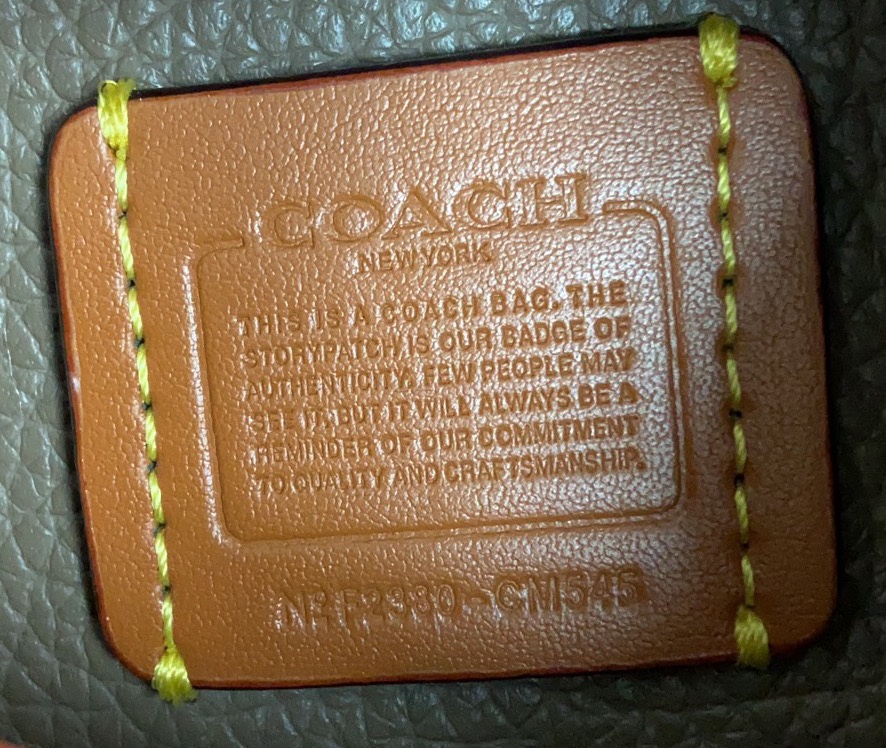 COACH
NEW YORK
THIS IS A COACH BAG. THE
STORYPATCH IS OUR BADGE OF
AUTHENTICITY. FEW PEOPLE MAY
SEE IT, BUT IT WILL ALWAYS BE A
REMINDER OF OUR COMMITMENT
TO QUALITY AND CRAFTSMANSHIP.
Nº F2380-CM545